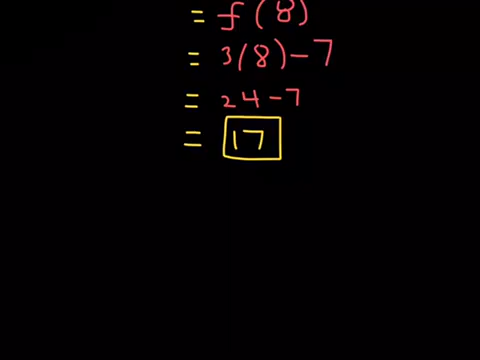 = f(8)
= 3(8)-7
= 24-7
= 17